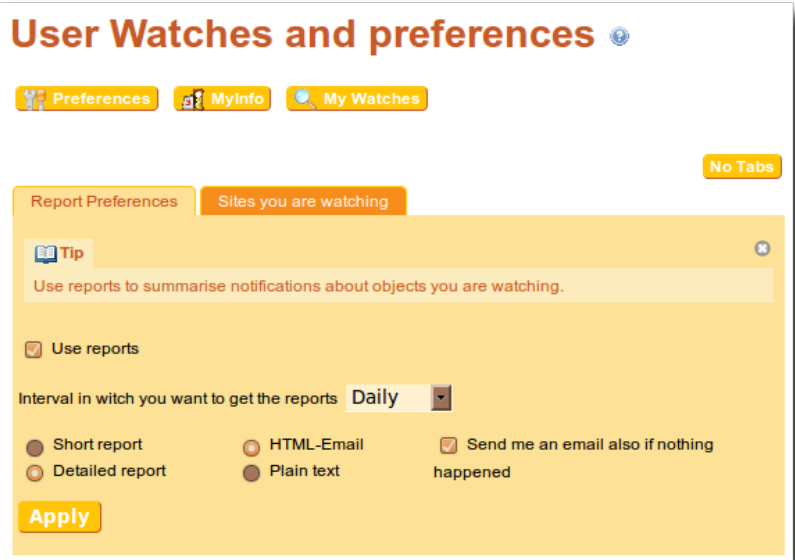 User Watches and preferences
Preferences MyInfo My Watches
No Tabs
Report Preferences Sites you are watching
Tip
Use reports to summarise notifications about objects you are watching.
Use reports
Interval in witch you want to get the reports Daily
Short report HTML-Email Send me an email also if nothing
Detailed report Plain text happened
Apply